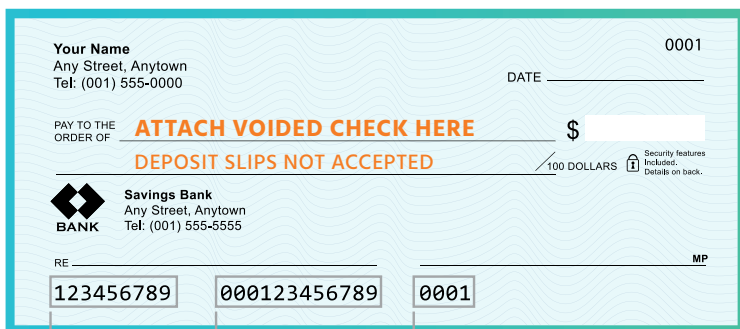 Your Name
0001
Any Street, Anytown
Tel: (001) 555-0000
DATE
PAY TO THE
ORDER OF
ATTACH VOIDED CHECK HERE
$
DEPOSIT SLIPS NOT ACCEPTED
/100 DOLLARS
Security features
Included.
Details on back.
BANK
Savings Bank
Any Street, Anytown
Tel: (001) 555-5555
RE
MP
123456789 000123456789 0001